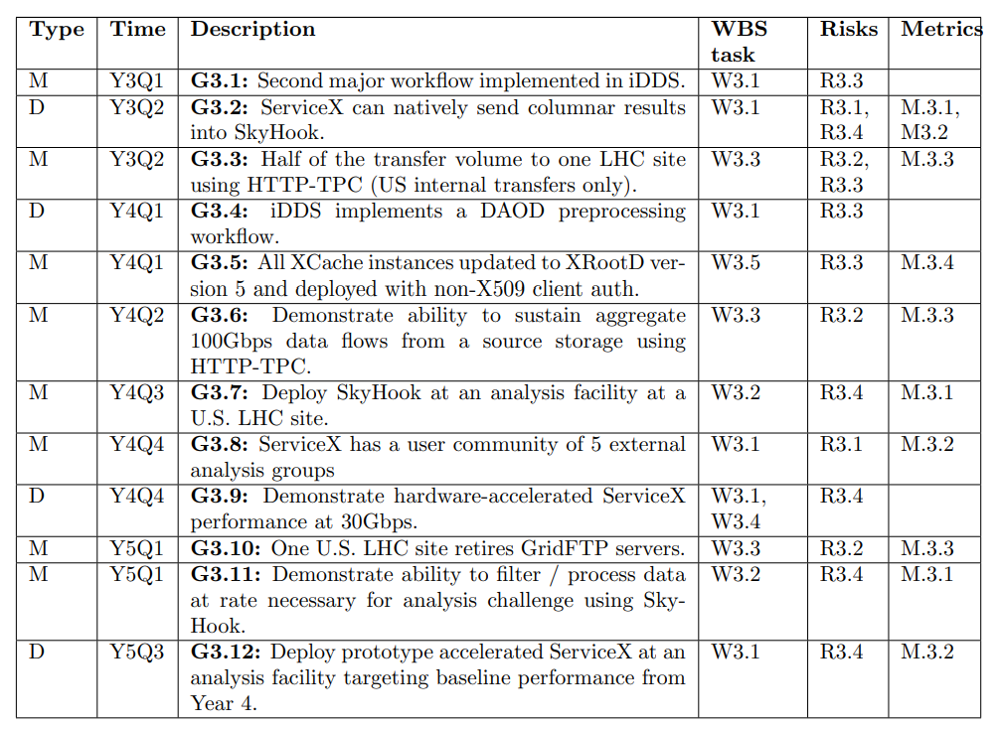 Type Time Description WBS Risks Metrics
task
M Y3Q1 G3.1: Second major workflow implemented in iDDS. W3.1 R3.3
D Y3Q2 G3.2: ServiceX can natively send columnar results W3.1 R3.1, M.3.1,
into SkyHook. R3.4 M3.2
M Y3Q2 G3.3: Half of the transfer volume to one LHC site W3.3 R3.2, M.3.3
using HTTP-TPC (US internal transfers only). R3.3
D Y4Q1 G3.4: iDDS implements a DAOD preprocessing W3.1 R3.3
workflow.
M Y4Q1 G3.5: All XCache instances updated to XRootD ver- W3.5 R3.3 M.3.4
sion 5 and deployed with non-X509 client auth.
M Y4Q2 G3.6: Demonstrate ability to sustain aggregate W3.3 R3.2 M.3.3
100Gbps data flows from a source storage using
HTTP-TPC.
M Y4Q3 G3.7: Deploy SkyHook at an analysis facility at a W3.2 R3.4 M.3.1
U.S. LHC site.
M Y4Q4 G3.8: ServiceX has a user community of 5 external W3.1 R3.1 M.3.2
analysis groups
D Y4Q4 G3.9: Demonstrate hardware-accelerated ServiceX W3.1, R3.4
performance at 30Gbps. W3.4
M Y5Q1 G3.10: One U.S. LHC site retires GridFTP servers. W3.3 R3.2 M.3.3
M Y5Q1 G3.11: Demonstrate ability to filter / process data W3.2 R3.4 M.3.1
at rate necessary for analysis challenge using Sky-
Hook.
D Y5Q3 G3.12: Deploy prototype accelerated ServiceX at an W3.1 R3.4 M.3.2
analysis facility targeting baseline performance from
Year 4.